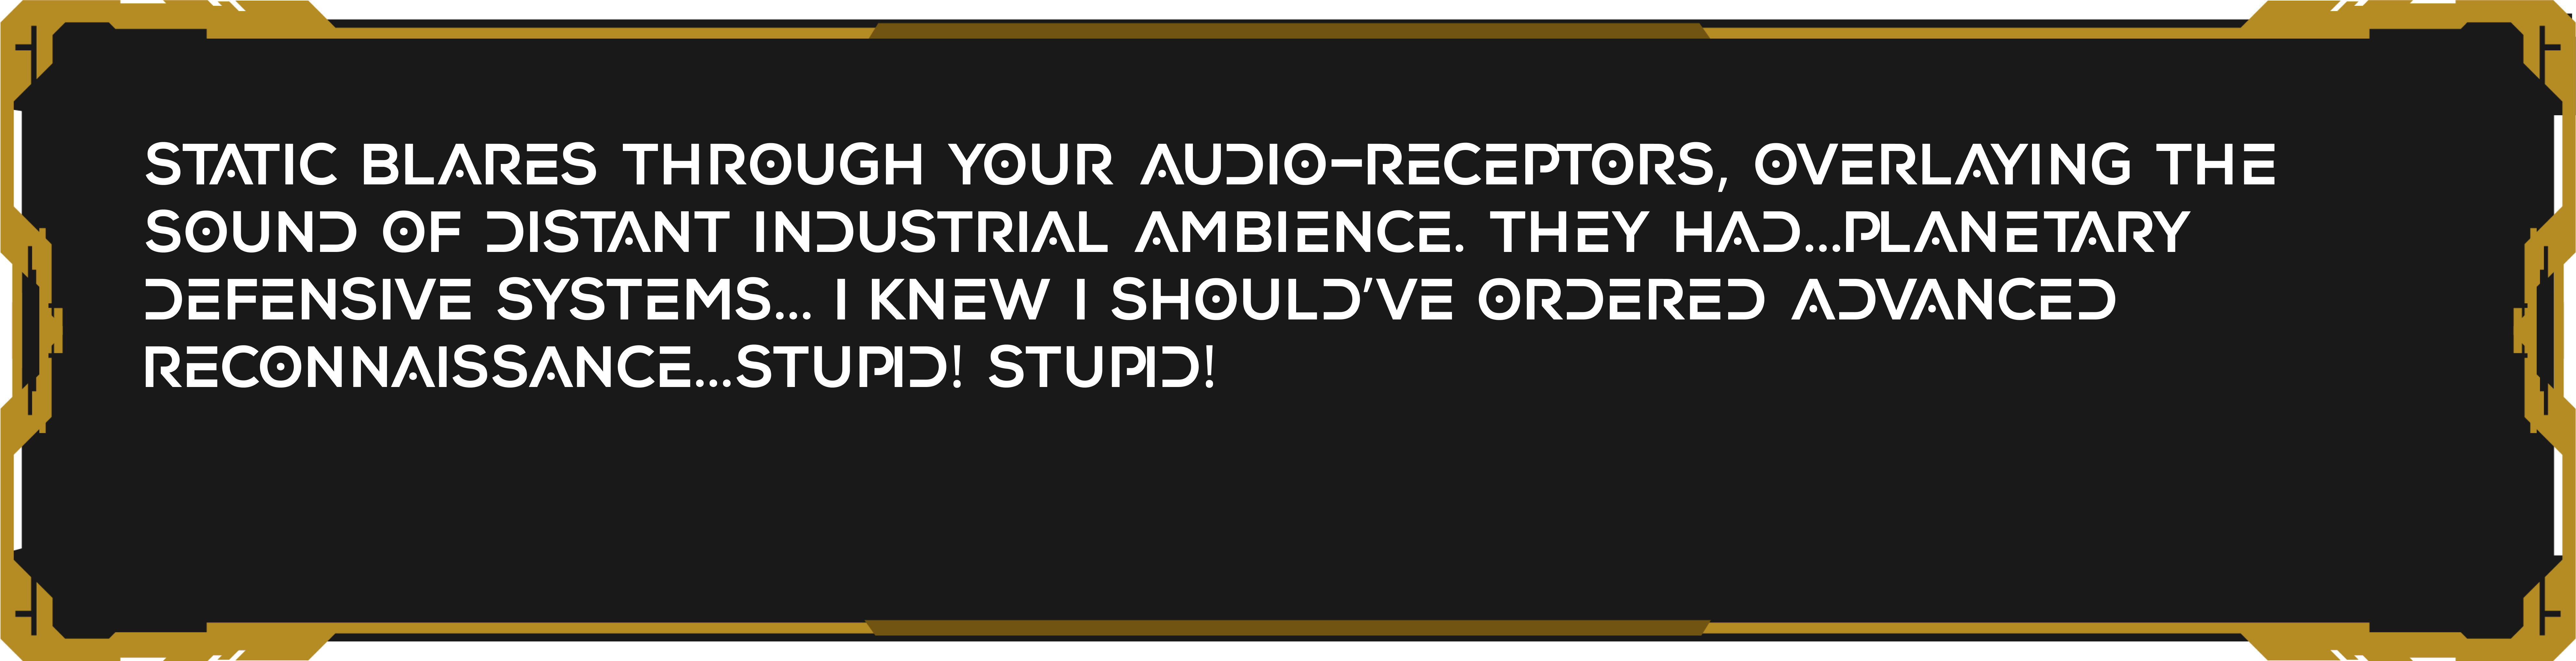 STATIC BLARES THROUGH YOUR AUDIO-RECEPTORS, OVERLAYING THE
SOUND OF DISTANT INDUSTRIAL AMBIENCE. THEY HAD...PLANETARY
DEFENSIVE SYSTEMS... I KNEW I SHOULD'VE ORDERED ADVANCED
RECONNAISSANCE...STUPID! STUPID!